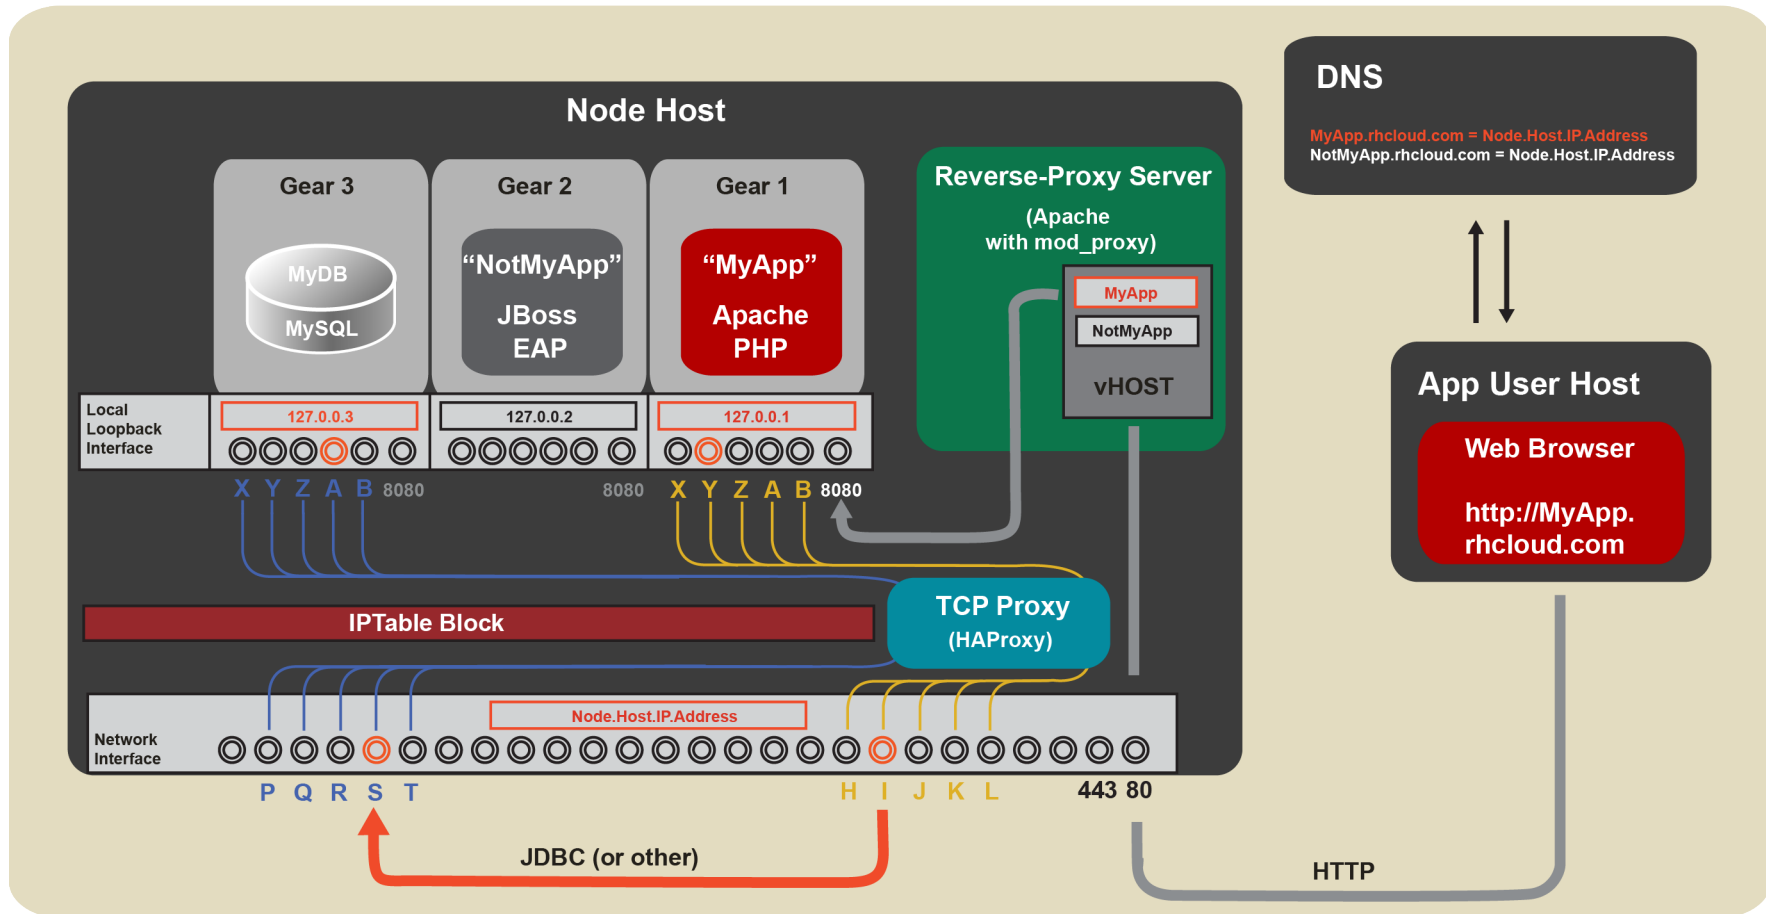 Node Host
Gear 3
Gear 2
Gear 1
MyDB
MySQL
“NotMyApp”
JBoss
EAP
“MyApp”
Apache
PHP
Reverse-Proxy Server
(Apache
with mod_proxy)
MyApp
NotMyApp
vHOST
DNS
MyApp.rhcloud.com = Node.Host.IP.Address
NotMyApp.rhcloud.com = Node.Host.IP.Address
App User Host
Web Browser
http://MyApp.
rhcloud.com
Local
Loopback
Interface
127.0.0.3
127.0.0.2
127.0.0.1
X Y Z A B 8080
8080
X Y Z A B 8080
IPTable Block
TCP Proxy
(HAProxy)
Node.Host.IP.Address
Network
Interface
P Q R S T
H I J K L
443 80
JDBC (or other)
HTTP